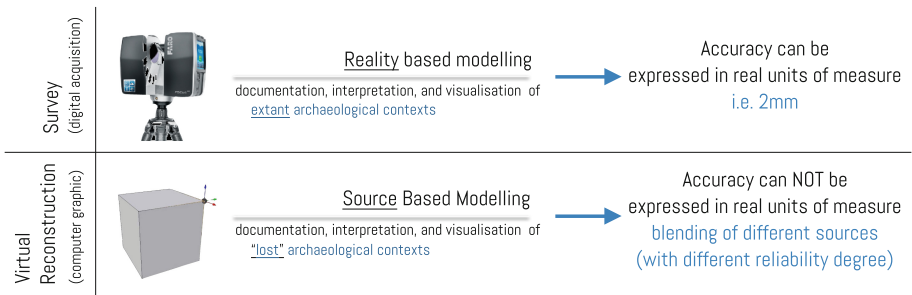 Survey
(digital acquisition)
FARO
Reality based modelling
documentation, interpretation, and visualisation of
extant archaeological contexts
Accuracy can be
expressed in real units of measure
i.e. 2mm
Virtual
Reconstruction
(computer graphic)
Source Based Modelling
documentation, interpretation, and visualisation of
“lost” archaeological contexts
Accuracy can NOT be
expressed in real units of measure
blending of different sources
(with different reliability degree)